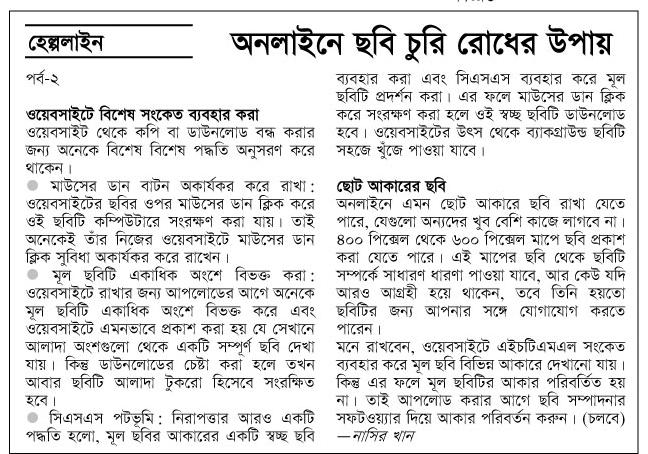 হেল্পলাইন
অনলাইনে ছবি চুরি রোধের উপায়
পর্ব-২
ওয়েবসাইটে বিশেষ সংকেত ব্যবহার করা
ওয়েবসাইট থেকে কপি বা ডাউনলোড বন্ধ করার
জন্য অনেকে বিশেষ বিশেষ পদ্ধতি অনুসরণ করে
থাকেন।
● মাউসের ডান বাটন অকার্যকর করে রাখা :
ওয়েবসাইটের ছবির ওপর মাউসের ডান ক্লিক করে
ওই ছবিটি কম্পিউটারে সংরক্ষণ করা যায়। তাই
অনেকেই তাঁর নিজের ওয়েবসাইটে মাউসের ডান
ক্লিক সুবিধা অকার্যকর করে রাখেন।
● মূল ছবিটি একাধিক অংশে বিভক্ত করা :
ওয়েবসাইটে রাখার জন্য আপলোডের আগে অনেকে
মূল ছবিটি একাধিক অংশে বিভক্ত করে এবং
ওয়েবসাইটে এমনভাবে প্রকাশ করা হয় যে সেখানে
আলাদা অংশগুলো থেকে একটি সম্পূর্ণ ছবি দেখা
যায়। কিন্তু ডাউনলোডের চেষ্টা করা হলে তখন
আবার ছবিটি আলাদা টুকরো হিসেবে সংরক্ষিত
হবে।
● সিএসএস পটভূমি : নিরাপত্তার আরও একটি
পদ্ধতি হলো, মূল ছবির আকারের একটি স্বচ্ছ ছবি
ব্যবহার করা এবং সিএসএস ব্যবহার করে মূল
ছবিটি প্রদর্শন করা। এর ফলে মাউসের ডান ক্লিক
করে সংরক্ষণ করা হলে ওই স্বচ্ছ ছবিটি ডাউনলোড
হবে। ওয়েবসাইটের উৎস থেকে ব্যাকগ্রাউন্ড ছবিটি
সহজে খুঁজে পাওয়া যাবে।
ছোট আকারের ছবি
অনলাইনে এমন ছোট আকারে ছবি রাখা যেতে
পারে, যেগুলো অন্যদের খুব বেশি কাজে লাগবে না।
৪০০ পিক্সেল থেকে ৬০০ পিক্সেল মাপে ছবি প্রকাশ
করা যেতে পারে। এই মাপের ছবি থেকে ছবিটি
সম্পর্কে সাধারণ ধারণা পাওয়া যাবে, আর কেউ যদি
আরও আগ্রহী হয়ে থাকেন, তবে তিনি হয়তো
ছবিটির জন্য আপনার সঙ্গে যোগাযোগ করতে
পারেন।
মনে রাখবেন, ওয়েবসাইটে এইচটিএমএল সংকেত
ব্যবহার করে মূল ছবি বিভিন্ন আকারে দেখানো যায়।
কিন্তু এর ফলে মূল ছবিটির আকার পরিবর্তিত হয়
না। তাই আপলোড করার আগে ছবি সম্পাদনার
সফটওয়্যার দিয়ে আকার পরিবর্তন করুন। (চলবে)
—নাসির খান